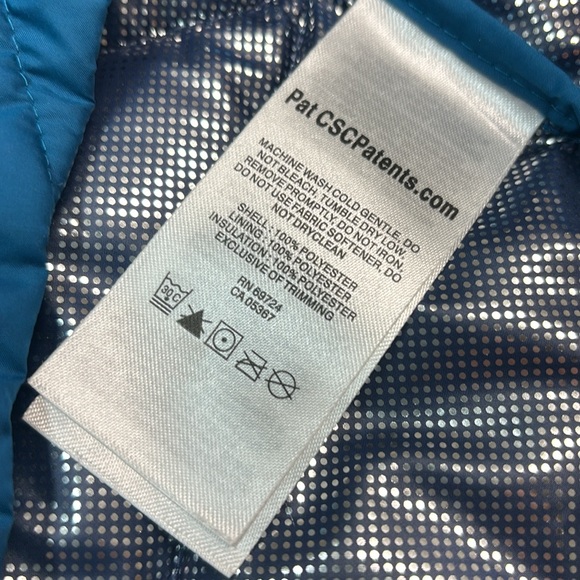 Pat CSCPatents.com
MACHINE WASH COLD GENTLE, DO
NOT BLEACH, TUMBLE DRY LOW
REMOVE PROMPTLY, DO NOT IRON,
DO NOT USE FABRIC SOFTENER, DO
NOT DRYCLEAN
SHELL : 100% POLYESTER
LINING : 100% POLYESTER
INSULATION : 100% POLYESTER
EXCLUSIVE OF TRIMMING
RN 69724
CA 05367
30 C